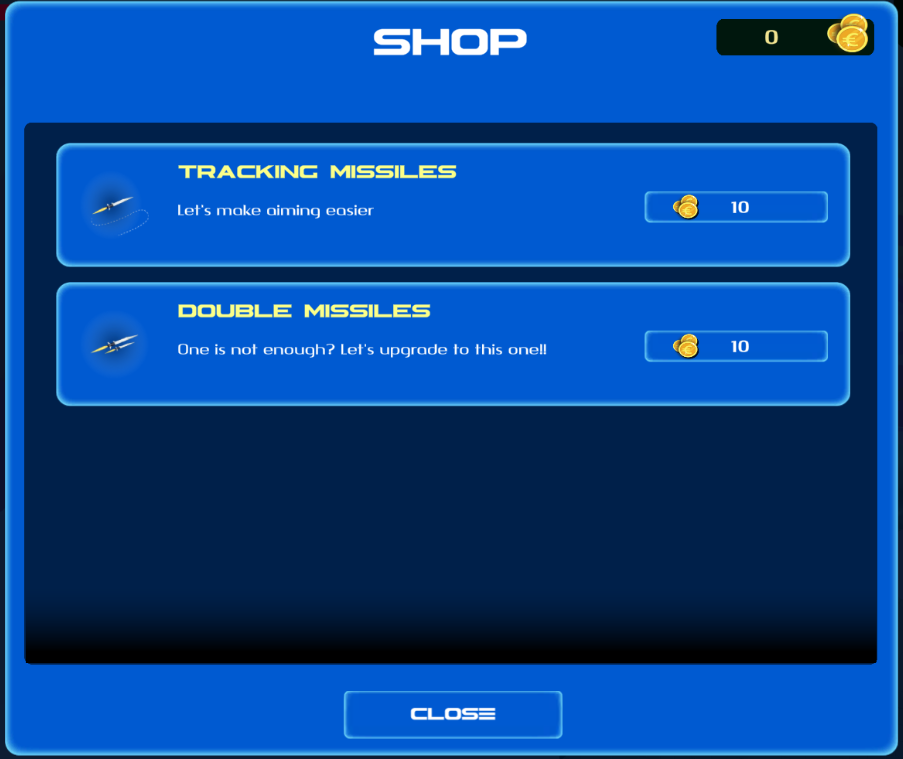 SHOP
0
TRACKING MISSILES
Let's make aiming easier
10
DOUBLE MISSILES
One is not enough? Let's upgrade to this one!!
10
CLOSE